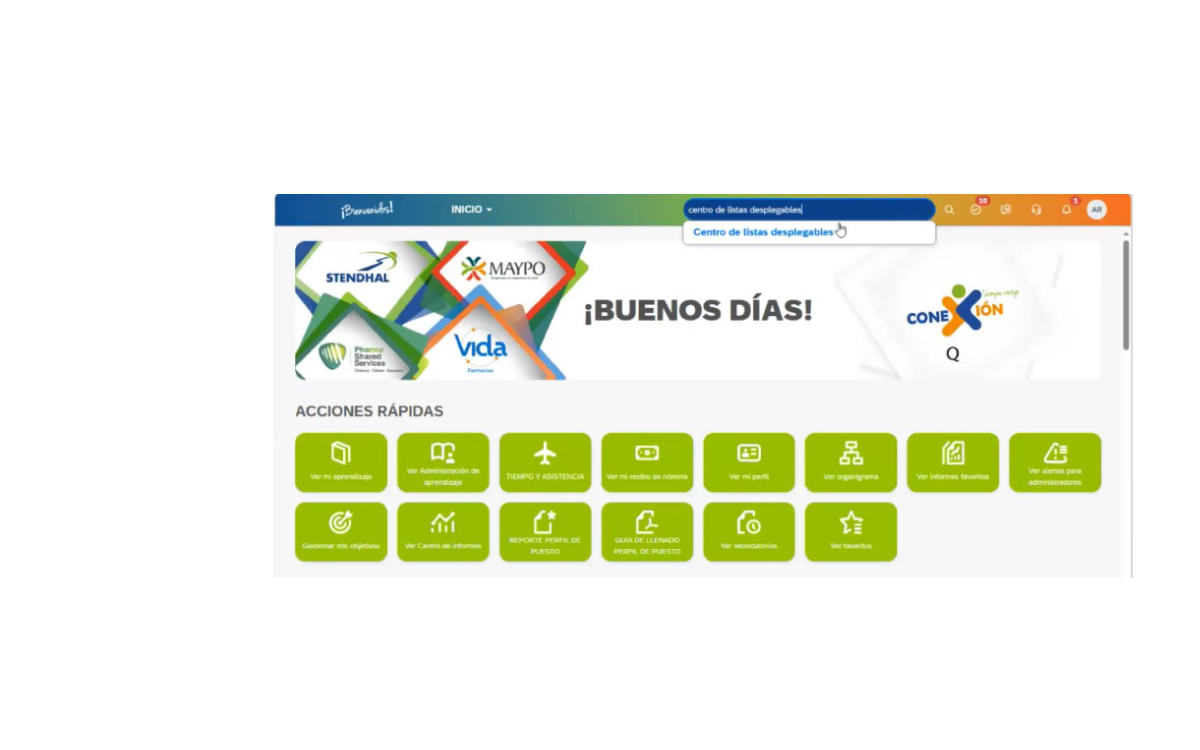 ¡Bienvenid@s!
INICIO
centro de listas desplegables
10
1
AR
Centro de listas desplegables
STENDHAL
MAYPO
¡BUENOS DÍAS!
Siempre contigo
CONEXIÓN
Q
Pharma
Shared
Services
Vida
Farmacias
ACCIONES RÁPIDAS
Ver mi aprendizaje
Ver Administración de
aprendizaje
TIEMPO Y ASISTENCIA
Ver mi recibo de nómina
Ver mi perfil
Ver organigrama
Ver informes favoritos
Ver alertas para
administradores
Gestionar mis objetivos
Ver Centro de informes
REPORTE PERFIL DE
PUESTO
GUIA DE LLENADO
PERFIL DE PUESTO
Ver recordatorios
Ver favoritos